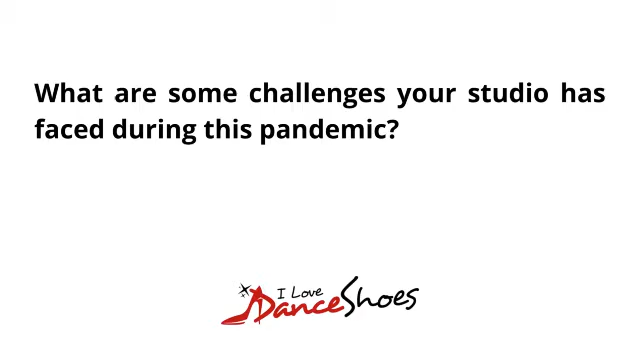 What are some challenges your studio has
faced during this pandemic?
I Love
DanceShoes